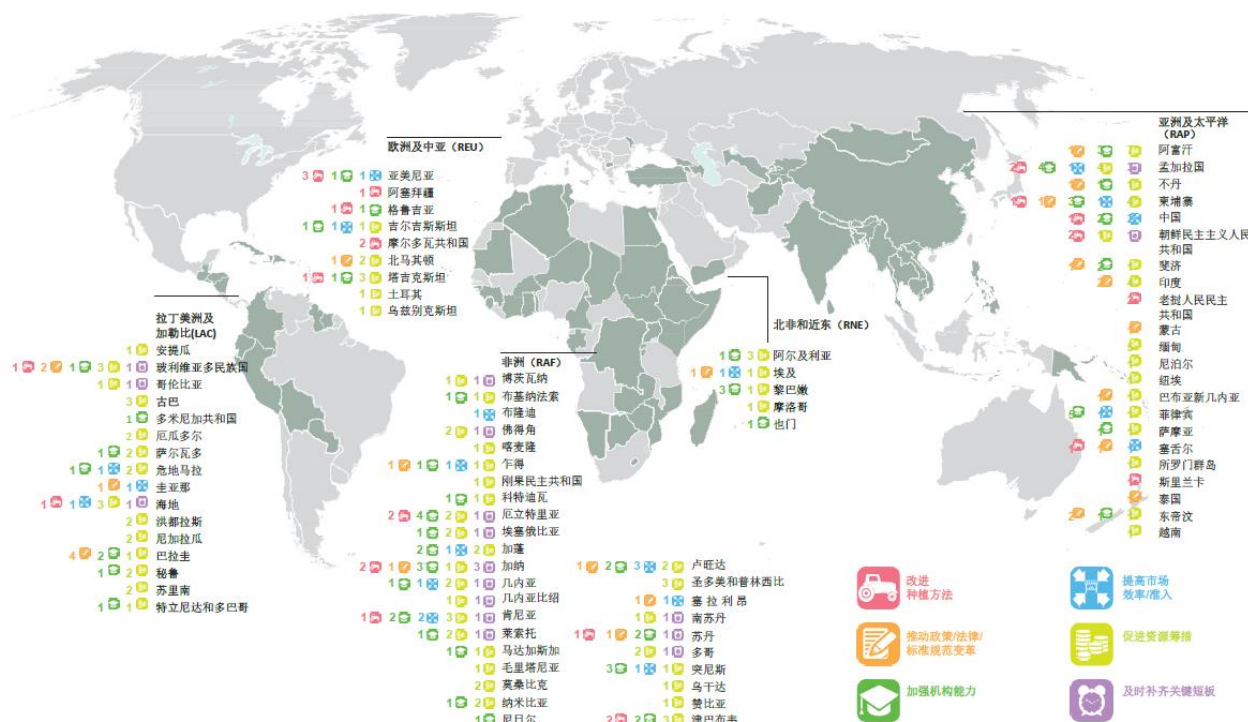 欧洲及中亚（REU）
3 1 1 亚美尼亚
1 阿塞拜疆
1 1 格鲁吉亚
1 1 1 吉尔吉斯斯坦
2 摩尔多瓦共和国
1 2 北马其顿
1 1 3 塔吉克斯坦
1 土耳其
1 乌兹别克斯坦
拉丁美洲及
加勒比(LAC)
1 安提瓜
1 2 1 3 1 玻利维亚多民族国
1 1 哥伦比亚
3 古巴
1 多米尼加共和国
2 厄瓜多尔
1 2 萨尔瓦多
1 1 2 危地马拉
1 1 圭亚那
1 1 3 1 海地
2 洪都拉斯
2 尼加拉瓜
4 2 1 巴拉圭
1 2 秘鲁
2 苏里南
1 1 特立尼达和多巴哥
非洲（RAF）
1 1 博茨瓦纳
1 1 布基纳法索
1 布隆迪
2 1 佛得角
1 喀麦隆
1 1 1 1 乍得
1 刚果民主共和国
1 1 科特迪瓦
2 4 2 1 厄立特里亚
1 2 1 埃塞俄比亚
2 1 2 加蓬
2 1 3 1 3 加纳
1 1 2 1 几内亚
1 1 几内亚比绍
1 2 2 3 1 肯尼亚
1 2 1 莱索托
1 1 马达加斯加
1 毛里塔尼亚
2 莫桑比克
1 2 纳米比亚
1 尼日尔
1 2 3 2 卢旺达
3 圣多美和普林西比
1 1 塞拉利昂
1 1 南苏丹
1 1 2 1 苏丹
2 1 多哥
3 1 1 突尼斯
1 乌干达
1 赞比亚
2 2 3 津巴布韦
北非和近东（RNE）
1 3 阿尔及利亚
1 1 1 埃及
3 1 黎巴嫩
1 摩洛哥
1 也门
亚洲及太平洋
（RAP）
阿富汗
孟加拉国
不丹
柬埔寨
中国
朝鲜民主主义人民
共和国
斐济
印度
老挝人民民主
共和国
蒙古
缅甸
尼泊尔
纽埃
巴布亚新几内亚
菲律宾
萨摩亚
塞舌尔
所罗门群岛
斯里兰卡
泰国
东帝汶
越南
改进
种植方法
提高市场
效率/准入
推动政策/法律/
标准规范变革
促进资源筹措
加强机构能力
及时补齐关键短板